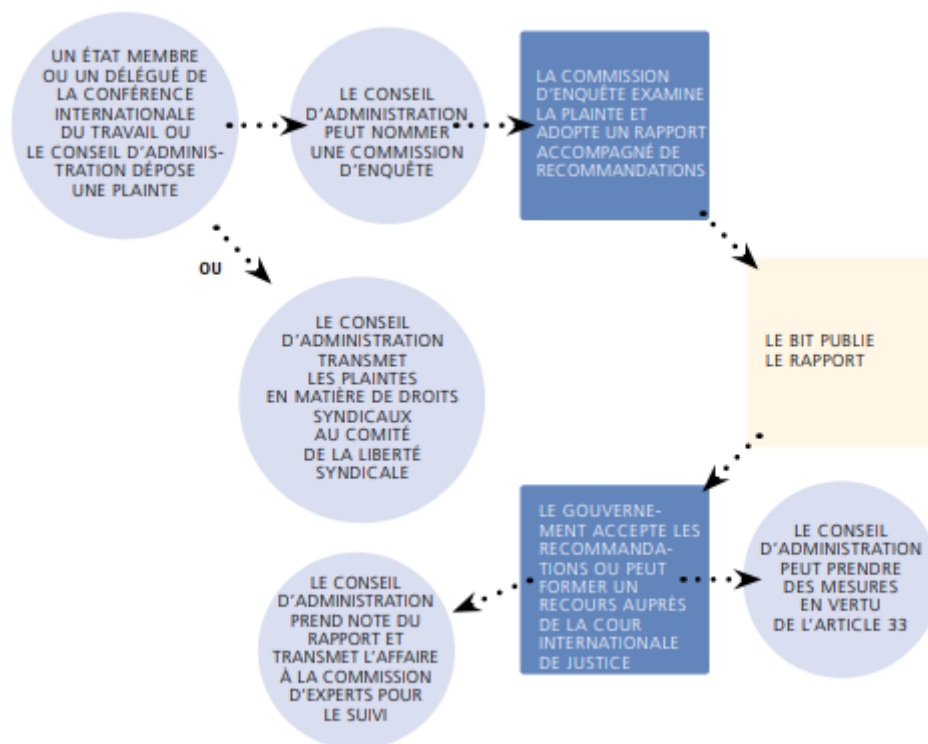 UN ÉTAT MEMBRE
OU UN DÉLÉGUÉ DE
LA CONFÉRENCE
INTERNATIONALE
DU TRAVAIL OU
LE CONSEIL D'ADMINIS-
TRATION DÉPOSE
UNE PLAINTE
LE CONSEIL
D'ADMINISTRATION
PEUT NOMMER
UNE COMMISSION
D'ENQUÊTE
LA COMMISSION
D'ENQUÊTE EXAMINE
LA PLAINTE ET
ADOPTE UN RAPPORT
ACCOMPAGNÉ DE
RECOMMANDATIONS
OU
LE CONSEIL
D'ADMINISTRATION
TRANSMET
LES PLAINTES
EN MATIÈRE DE DROITS
SYNDICAUX
AU COMITÉ
DE LA LIBERTÉ
SYNDICALE
LE BIT PUBLIE
LE RAPPORT
LE GOUVERNE-
MENT ACCEPTE LES
RECOMMANDA-
TIONS OU PEUT
FORMER UN
RECOURS AUPRÈS
DE LA COUR
INTERNATIONALE
DE JUSTICE
LE CONSEIL
D'ADMINISTRATION
PEUT PRENDRE
DES MESURES
EN VERTU
DE L'ARTICLE 33
LE CONSEIL
D'ADMINISTRATION
PREND NOTE DU
RAPPORT ET
TRANSMET L'AFFAIRE
À LA COMMISSION
D'EXPERTS POUR
LE SUIVI